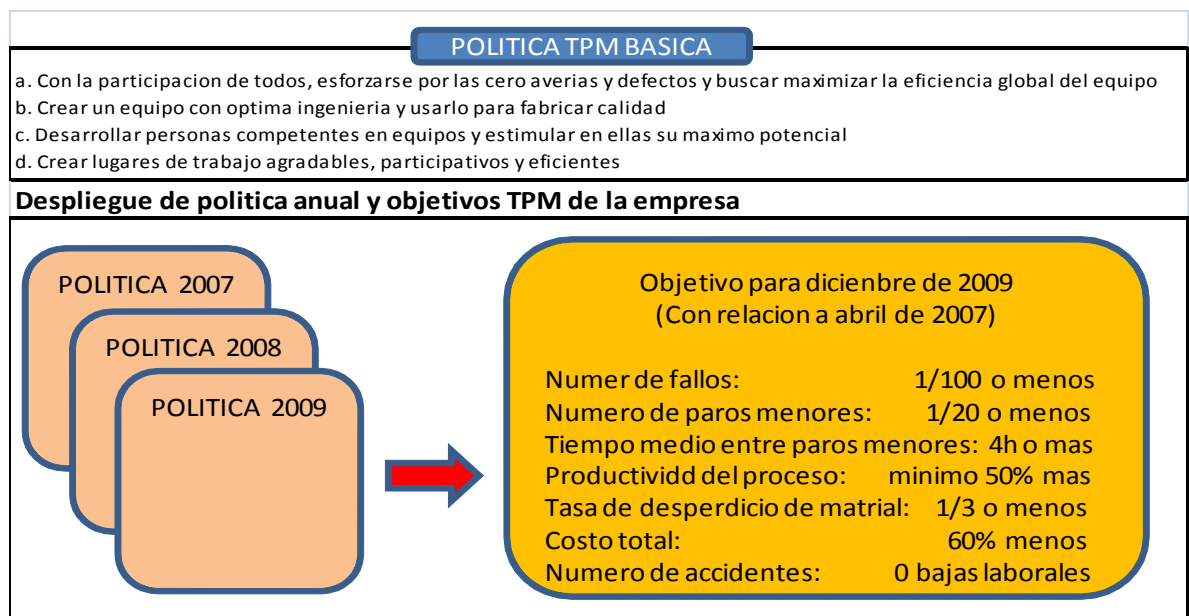 POLITICA TPM BASICA
a. Con la participacion de todos, esforzarse por las cero averias y defectos y buscar maximizar la eficiencia global del equipo
b. Crear un equipo con optima ingenieria y usarlo para fabricar calidad
c. Desarrollar personas competentes en equipos y estimular en ellas su maximo potencial
d. Crear lugares de trabajo agradables, participativos y eficientes
Despliegue de politica anual y objetivos TPM de la empresa
POLITICA 2007
POLITICA 2008
POLITICA 2009
Objetivo para dicienbre de 2009
(Con relacion a abril de 2007)
Numer de fallos: 1/100 o menos
Numero de paros menores: 1/20 o menos
Tiempo medio entre paros menores: 4h o mas
Productividd del proceso: minimo 50% mas
Tasa de desperdicio de matrial: 1/3 o menos
Costo total: 60% menos
Numero de accidentes: 0 bajas laborales